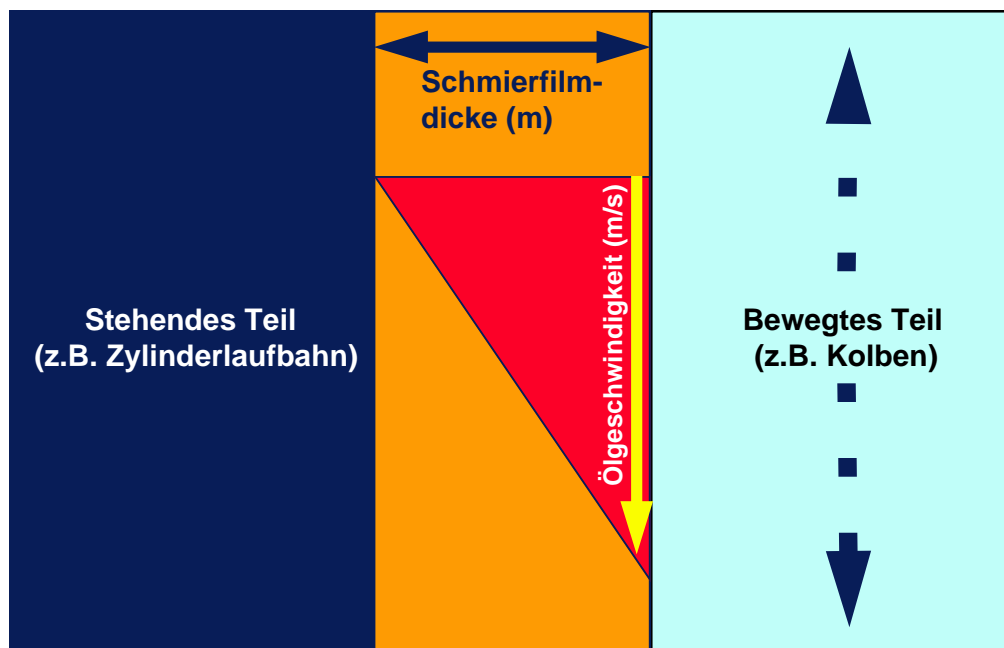 Schmierfilm-
dicke (m)
Ölgeschwindigkeit (m/s)
Stehendes Teil
(z.B. Zylinderlaufbahn)
Bewegtes Teil
(z.B. Kolben)